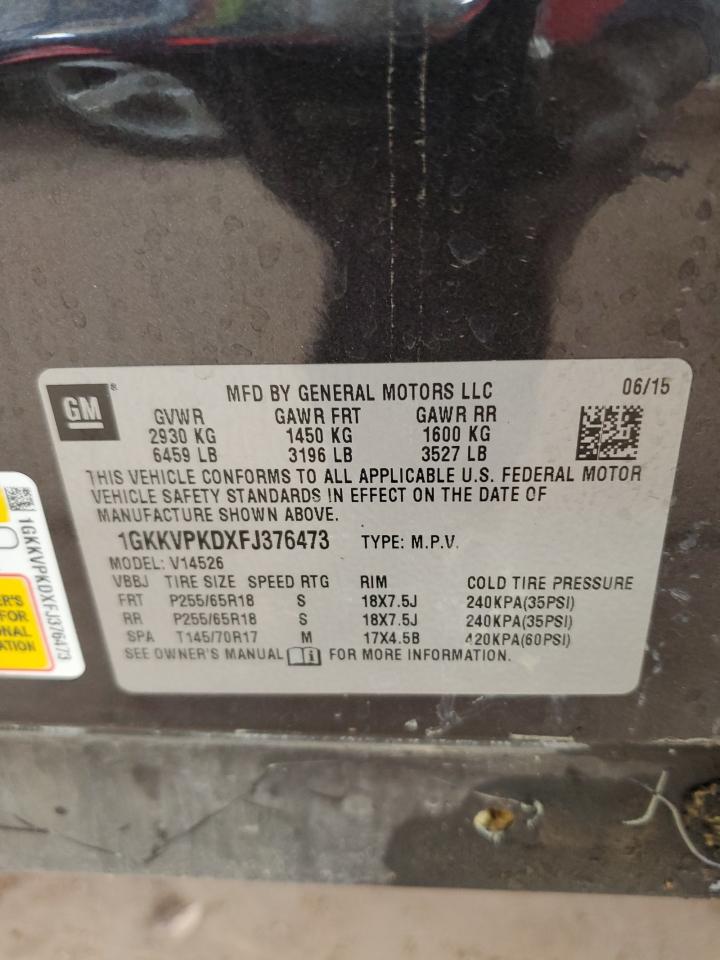 GM®
MFD BY GENERAL MOTORS LLC 06/15
GVWR GAWR FRT GAWR RR
2930 KG 1450 KG 1600 KG
6459 LB 3196 LB 3527 LB
THIS VEHICLE CONFORMS TO ALL APPLICABLE U.S. FEDERAL MOTOR
VEHICLE SAFETY STANDARDS IN EFFECT ON THE DATE OF
MANUFACTURE SHOWN ABOVE.
1GKKVPKDXFJ376473 TYPE: M.P.V.
MODEL: V14526
VBBJ TIRE SIZE SPEED RTG RIM COLD TIRE PRESSURE
FRT P255/65R18 S 18X7.5J 240KPA(35PSI)
RR P255/65R18 S 18X7.5J 240KPA(35PSI)
SPA T145/70R17 M 17X4.5B 420KPA(60PSI)
SEE OWNER'S MANUAL i FOR MORE INFORMATION.
1GKKVPKDXFJ376473
ER'S
FOR
ONAL
ATION